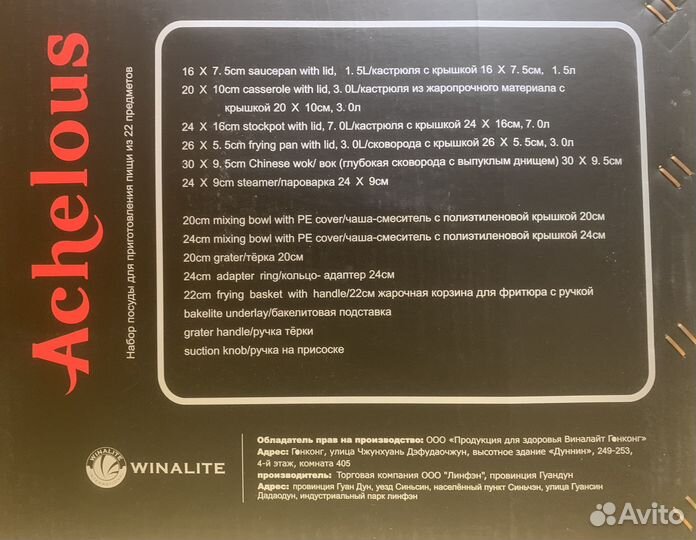 Achelous
Набор посуды для приготовления пищи из 22 предметов
16 X 7. 5cm saucepan with lid, 1. 5L/кастрюля с крышкой 16 X 7. 5см, 1. 5л
20 X 10cm casserole with lid, 3. 0L/кастрюля из жаропрочного материала с
крышкой 20 X 10см, 3. 0л
24 X 16cm stockpot with lid, 7. 0L/кастрюля с крышкой 24 X 16см, 7. 0л
26 X 5. 5cm frying pan with lid, 3. 0L/сковорода с крышкой 26 X 5. 5см, 3. 0л
30 X 9. 5cm Chinese wok/ вок (глубокая сковорода с выпуклым днищем) 30 X 9. 5см
24 X 9cm steamer/пароварка 24 X 9см
20cm mixing bowl with PE cover/чаша-смеситель с полиэтиленовой крышкой 20см
24cm mixing bowl with PE cover/чаша-смеситель с полиэтиленовой крышкой 24см
20cm grater/тёрка 20см
24cm adapter ring/кольцо- адаптер 24см
22cm frying basket with handle/22см жарочная корзина для фритюра с ручкой
bakelite underlay/бакелитовая подставка
grater handle/ручка тёрки
suction knob/ручка на присоске
WINALITE
WINALITE
Обладатель прав на производство: ООО «Продукция для здоровья Виналайт Гонконг»
Адрес: Гонконг, улица Чжунхуань Дэфудаочжун, высотное здание «Дуннин», 249-253,
4-й этаж, комната 405
производитель: Торговая компания ООО "Линфэн", провинция Гуандун
Адрес: провинция Гуан Дун, уезд Синьсин, населённый пункт Синьчэн, улица Гуансин
Дадаодун, индустриальный парк линфэн
Avito